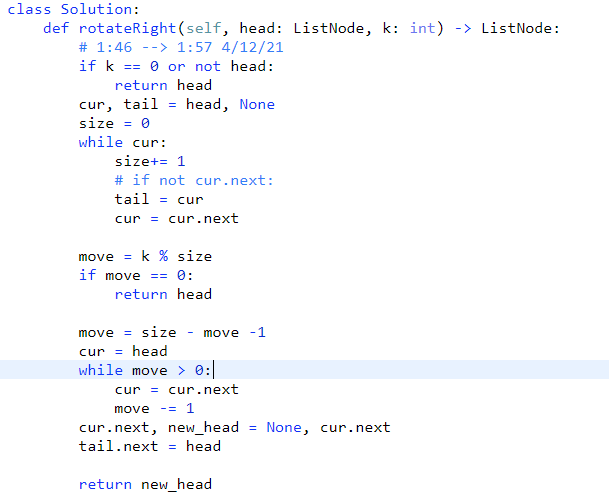 class Solution:
    def rotateRight(self, head: ListNode, k: int) -> ListNode:
        # 1:46 --> 1:57 4/12/21
        if k == 0 or not head:
            return head
        cur, tail = head, None
        size = 0
        while cur:
            size+= 1
            # if not cur.next:
            tail = cur
            cur = cur.next

        move = k % size
        if move == 0:
            return head

        move = size - move -1
        cur = head
        while move > 0:
            cur = cur.next
            move -= 1
        cur.next, new_head = None, cur.next
        tail.next = head

        return new_head